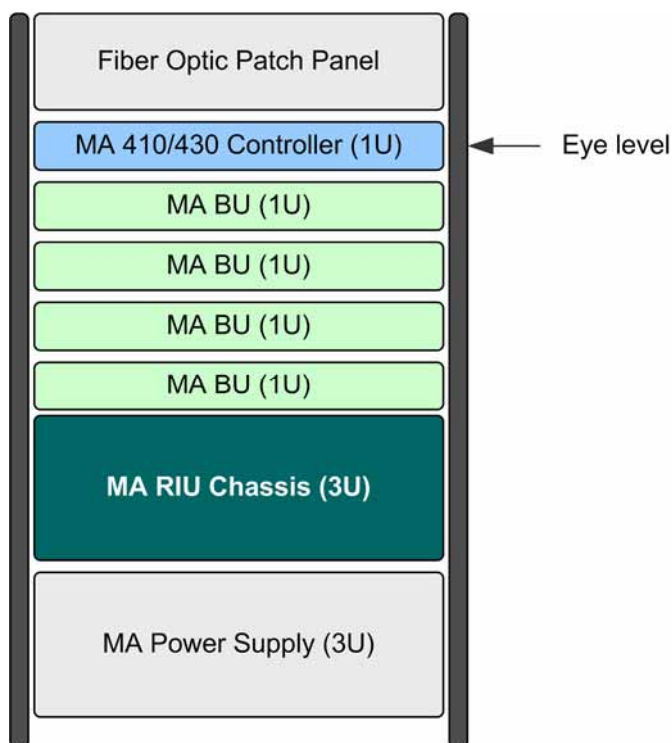 Fiber Optic Patch Panel
MA 410/430 Controller (1U)
Eye level
MA BU (1U)
MA BU (1U)
MA BU (1U)
MA BU (1U)
MA RIU Chassis (3U)
MA Power Supply (3U)